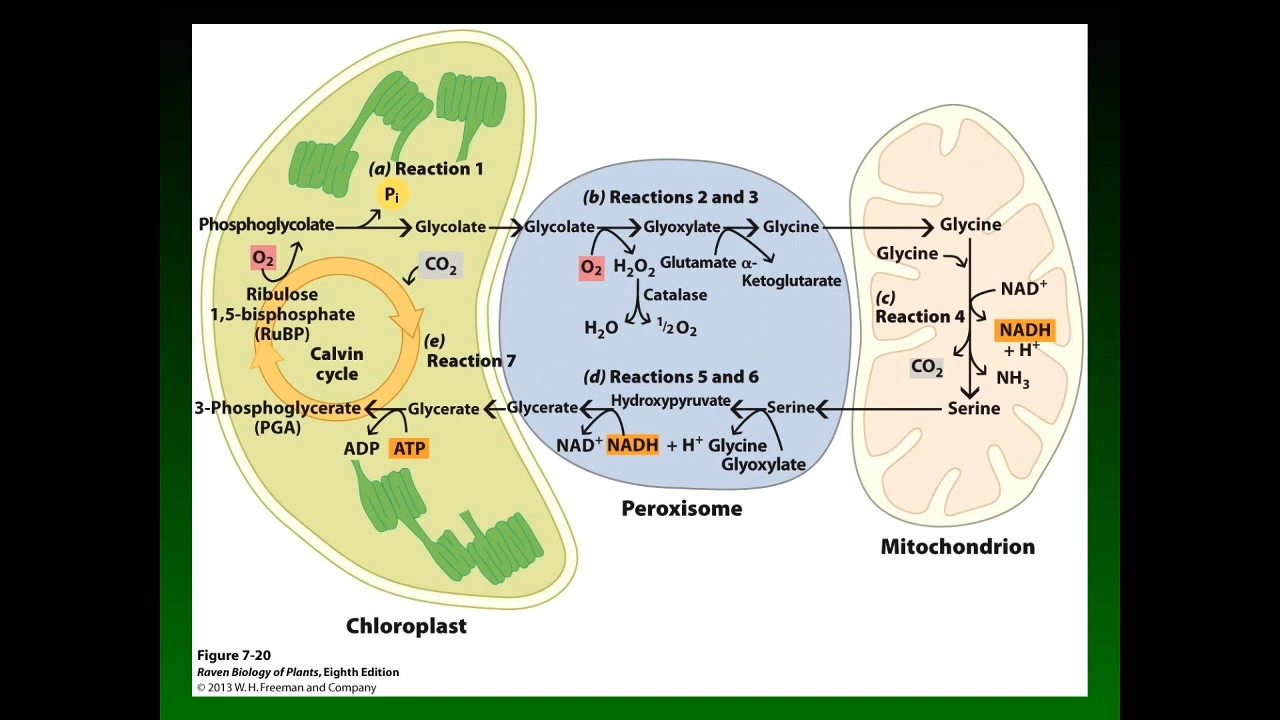 (a) Reaction 1
Pi
Phosphoglycolate
Glycolate
O2
CO2
Ribulose
1,5-bisphosphate
(RuBP)
Calvin
cycle
(e)
Reaction 7
3-Phosphoglycerate
(PGA)
Glycerate
ADP
ATP
Chloroplast
(b) Reactions 2 and 3
Glycolate
Glyoxylate
Glycine
O2
H2O2
Glutamate
α-
Ketoglutarate
Catalase
H2O
1/2 O2
(d) Reactions 5 and 6
Glycerate
Hydroxypyruvate
Serine
NAD+
NADH + H+
Glycine
Glyoxylate
Peroxisome
Glycine
Glycine
(c)
Reaction 4
NAD+
NADH
+ H+
CO2
NH3
Serine
Mitochondrion
Figure 7-20
Raven Biology of Plants, Eighth Edition
© 2013 W. H. Freeman and Company